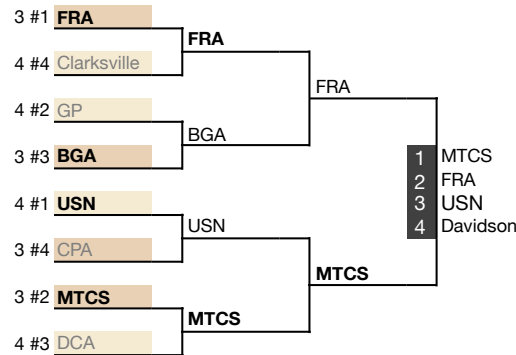 3 #1 FRA
FRA
4 #4 Clarksville
FRA
4 #2 GP
BGA
3 #3 BGA
1 MTCS
2 FRA
3 USN
4 Davidson
4 #1 USN
USN
3 #4 CPA
MTCS
3 #2 MTCS
MTCS
4 #3 DCA